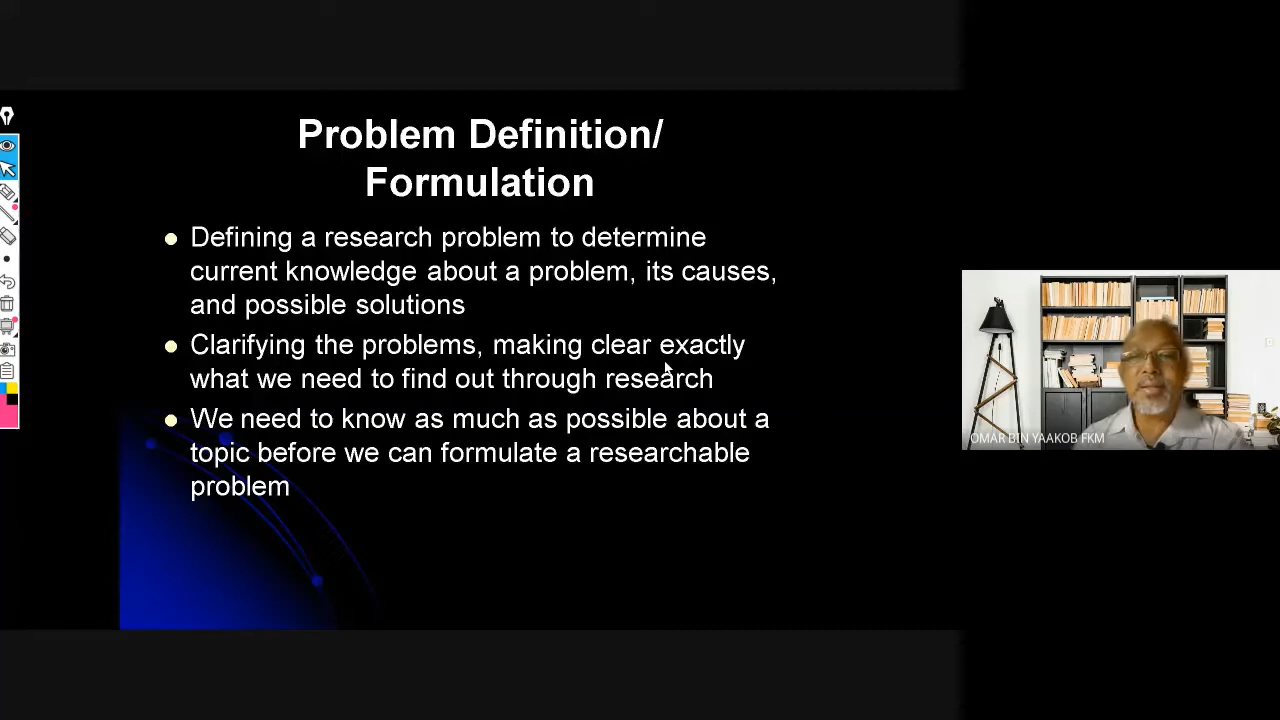 Problem Definition/
Formulation
Defining a research problem to determine
current knowledge about a problem, its causes,
and possible solutions
Clarifying the problems, making clear exactly
what we need to find out through research
We need to know as much as possible about a
topic before we can formulate a researchable
problem
OMAR BIN YAAKOB FKM